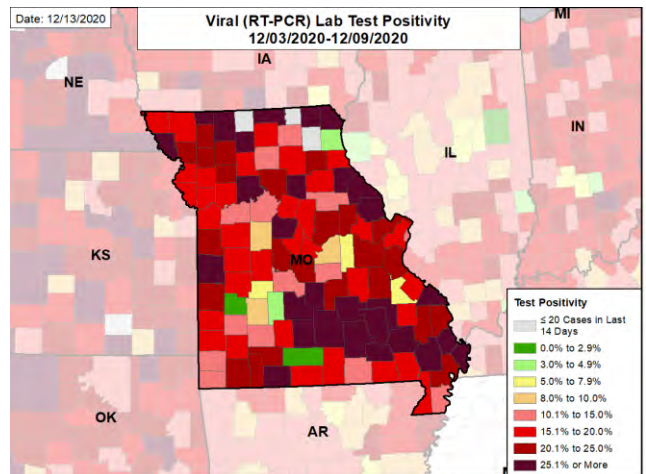 Date: 12/13/2020
Viral (RT-PCR) Lab Test Positivity
12/03/2020-12/09/2020
MI
IA
NE
IN
IL
KS
MO
OK
AR
Test Positivity
≤ 20 Cases in Last
14 Days
0.0% to 2.9%
3.0% to 4.9%
5.0% to 7.9%
8.0% to 10.0%
10.1% to 15.0%
15.1% to 20.0%
20.1% to 25.0%
25.1% or More